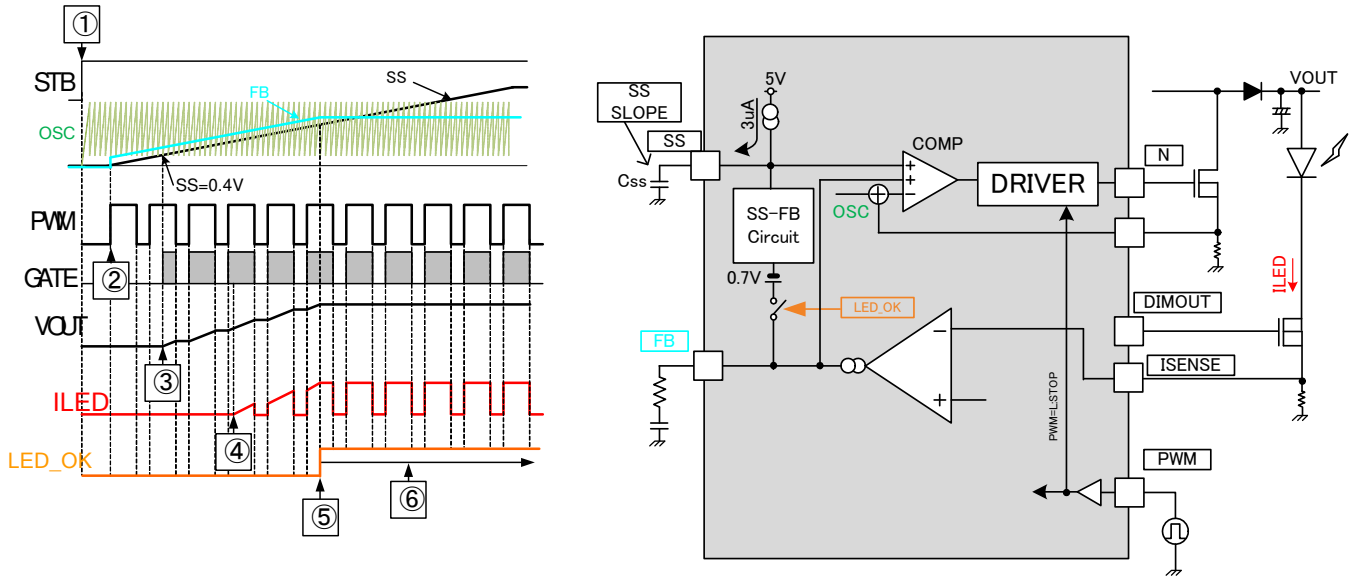 ①
STB
SS
FB
OSC
SS=0.4V
PWM
②
GATE
VOUT
③
ILED
④
LED_OK
⑤
⑥
SS
SLOPE
SS
Css
5V
3uA
COMP
OSC
SS-FB
Circuit
0.7V
LED_OK
FB
DRIVER
PWM=L:STOP
N
VOUT
ILED
DIMOUT
ISENSE
PWM
+
+
−
−
+